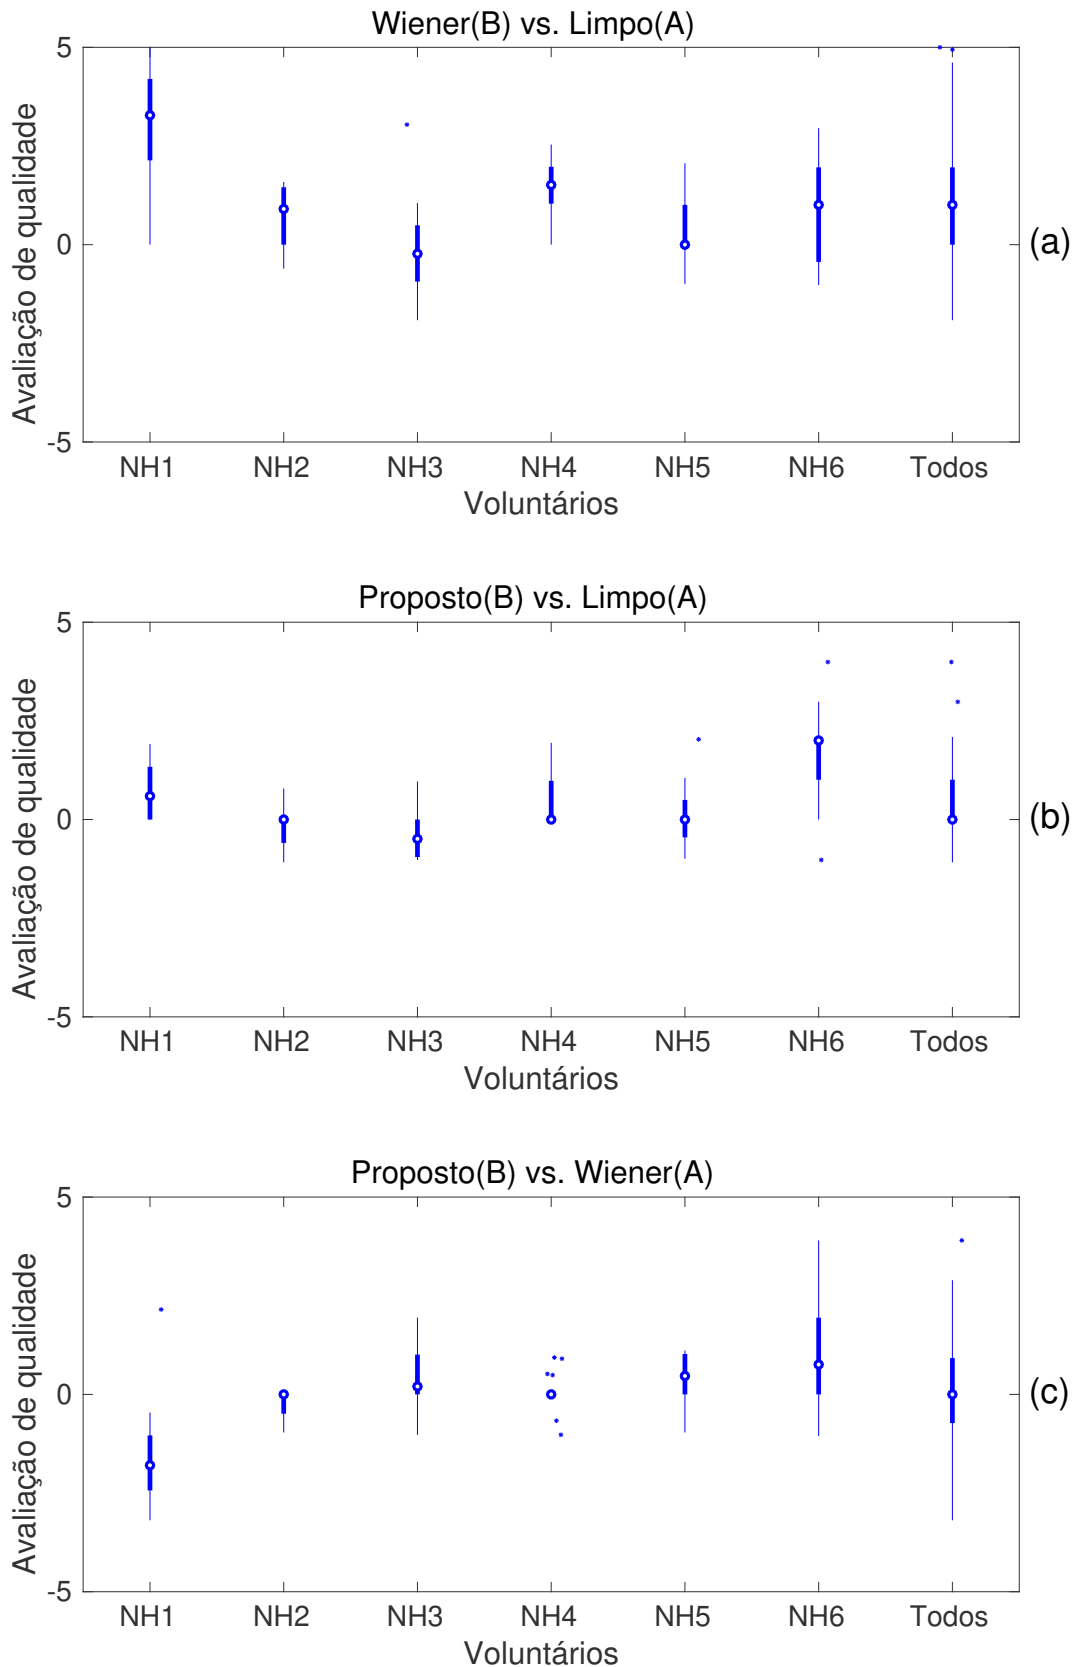 Wiener(B) vs. Limpo(A)
5
0
-5
Avaliação de qualidade
(a)
NH1 NH2 NH3 NH4 NH5 NH6 Todos
Voluntários
Proposto(B) vs. Limpo(A)
5
0
-5
Avaliação de qualidade
(b)
NH1 NH2 NH3 NH4 NH5 NH6 Todos
Voluntários
Proposto(B) vs. Wiener(A)
5
0
-5
Avaliação de qualidade
(c)
NH1 NH2 NH3 NH4 NH5 NH6 Todos
Voluntários